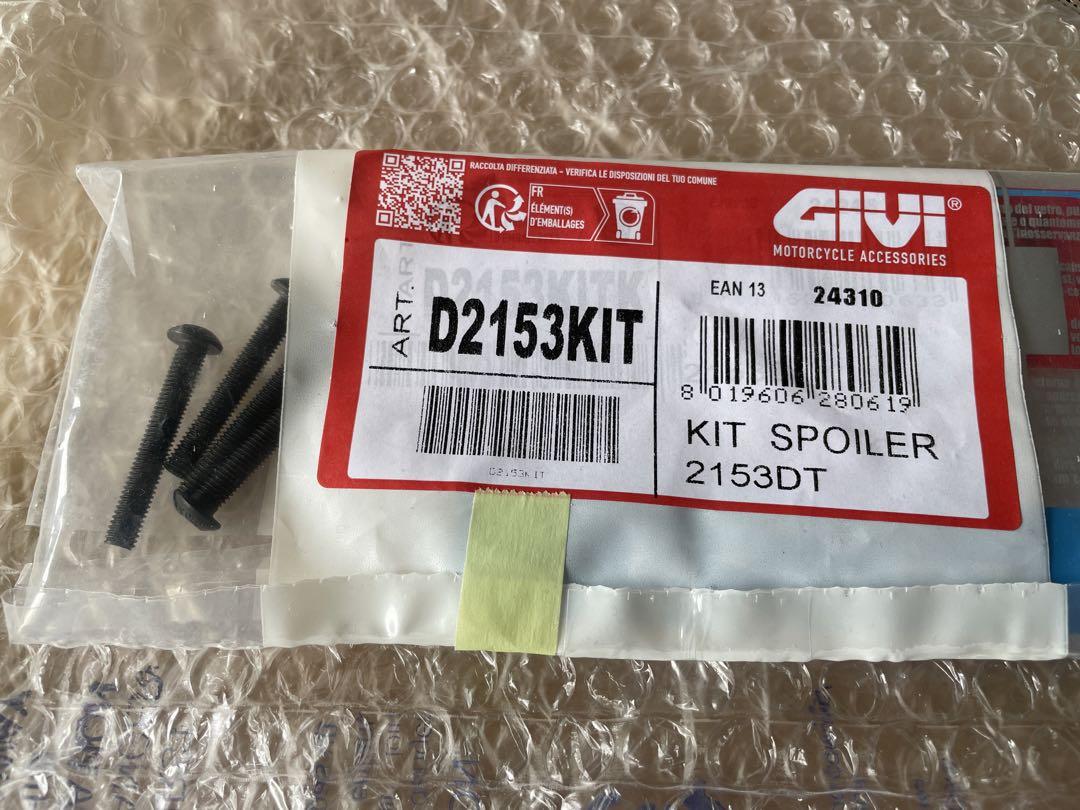 RACCOLTA DIFFERENZIATA – VERIFICA LE DISPOSIZIONI DEL TUO COMUNE
FR
ÉLÉMENT(S)
D'EMBALLAGES
GIVI®
MOTORCYCLE ACCESSORIES
ART.
D2153KIT
D2153KIT
EAN 13
24310
8 019606 280619
KIT SPOILER
2153DT